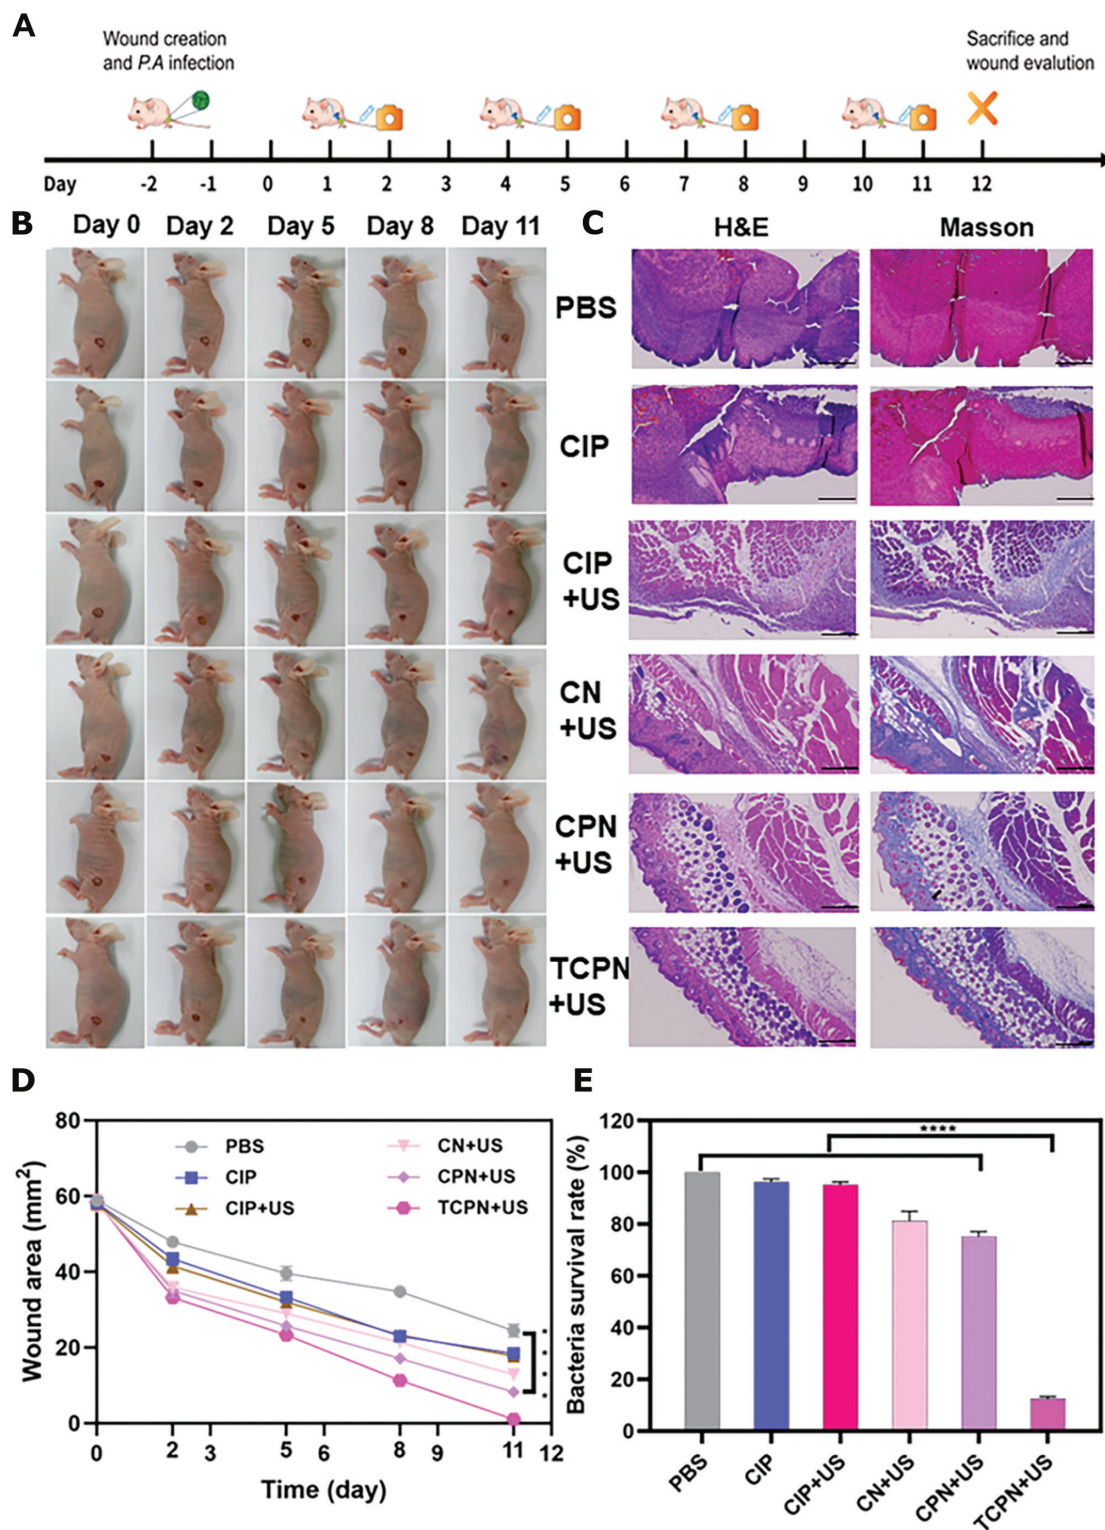 A
Wound creation
and P.A infection
Sacrifice and
wound evalution
Day -2 -1 0 1 2 3 4 5 6 7 8 9 10 11 12
B
Day 0 Day 2 Day 5 Day 8 Day 11
C
H&E Masson
PBS
CIP
CIP
+US
CN
+US
CPN
+US
TCPN
+US
D
Wound area (mm²)
80
60
40
20
0
PBS
CIP
CIP+US
CN+US
CPN+US
TCPN+US
****
0 2 3 5 6 8 9 11 12
Time (day)
E
Bacteria survival rate (%)
120
100
80
60
40
20
0
****
PBS
CIP
CIP+US
CN+US
CPN+US
TCPN+US